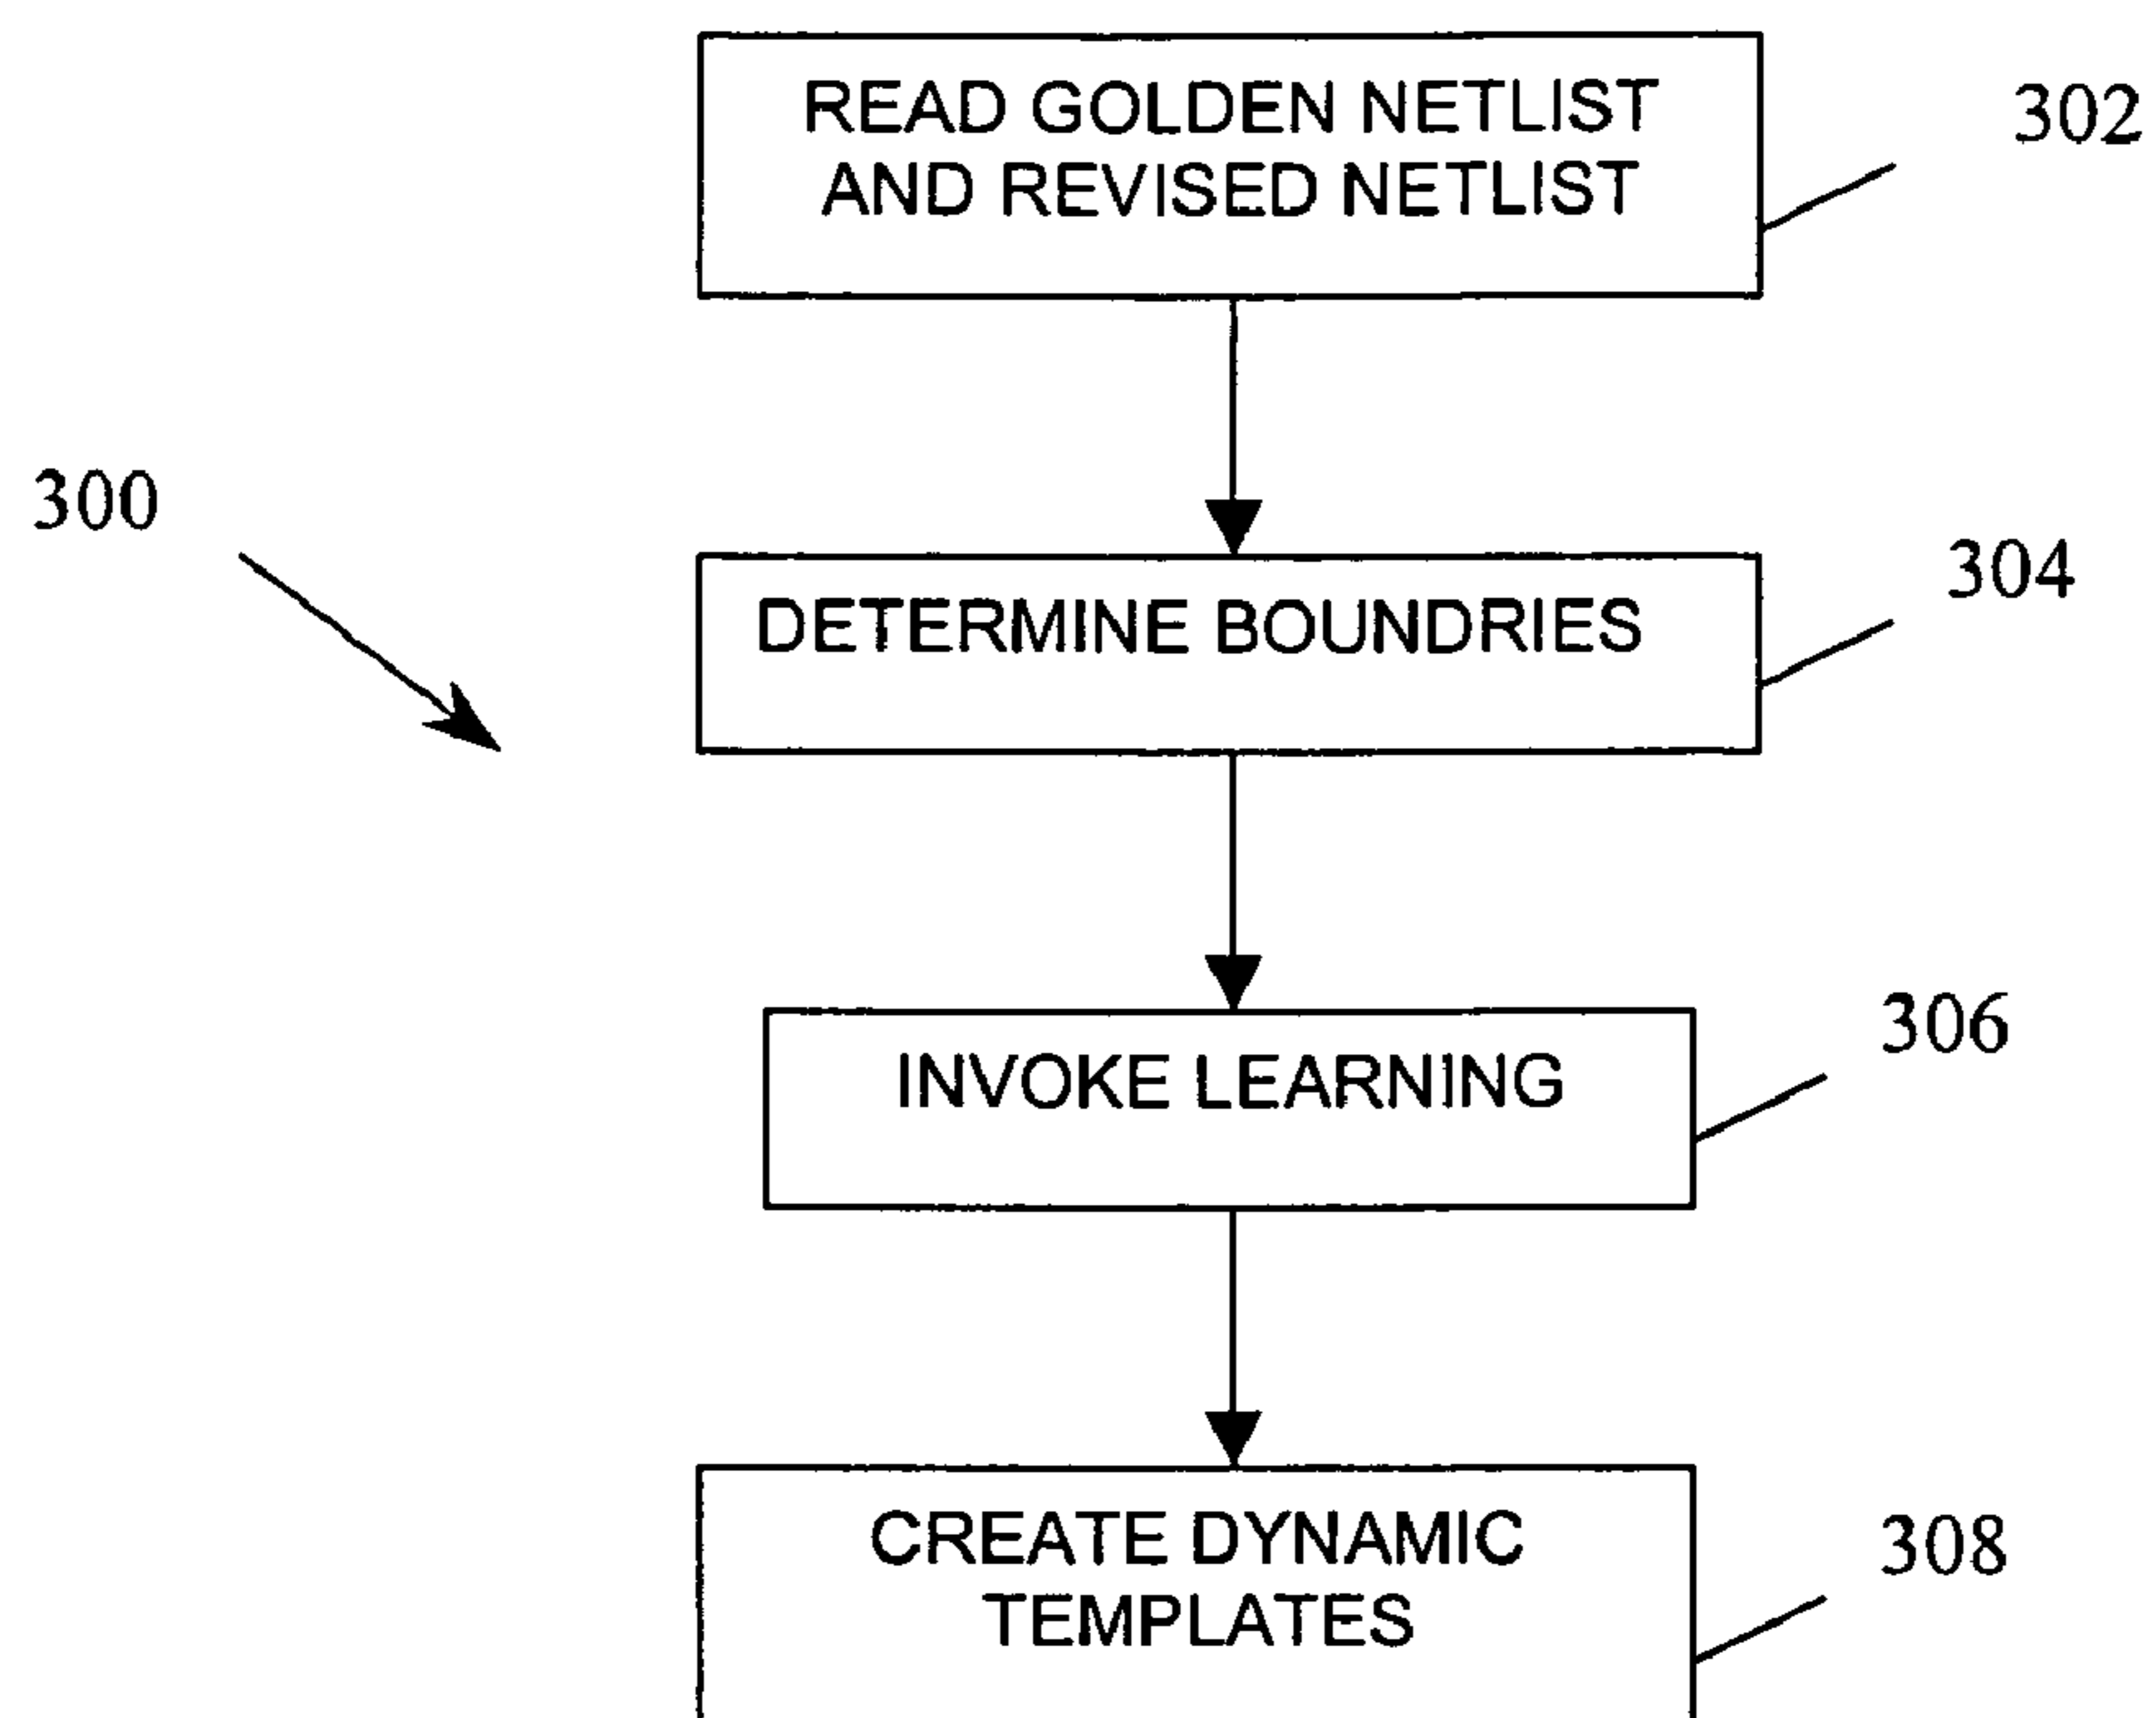 READ GOLDEN NETLIST
AND REVISED NETLIST
302
300
DETERMINE BOUNDRIES
304
INVOKE LEARNING
306
CREATE DYNAMIC
TEMPLATES
308